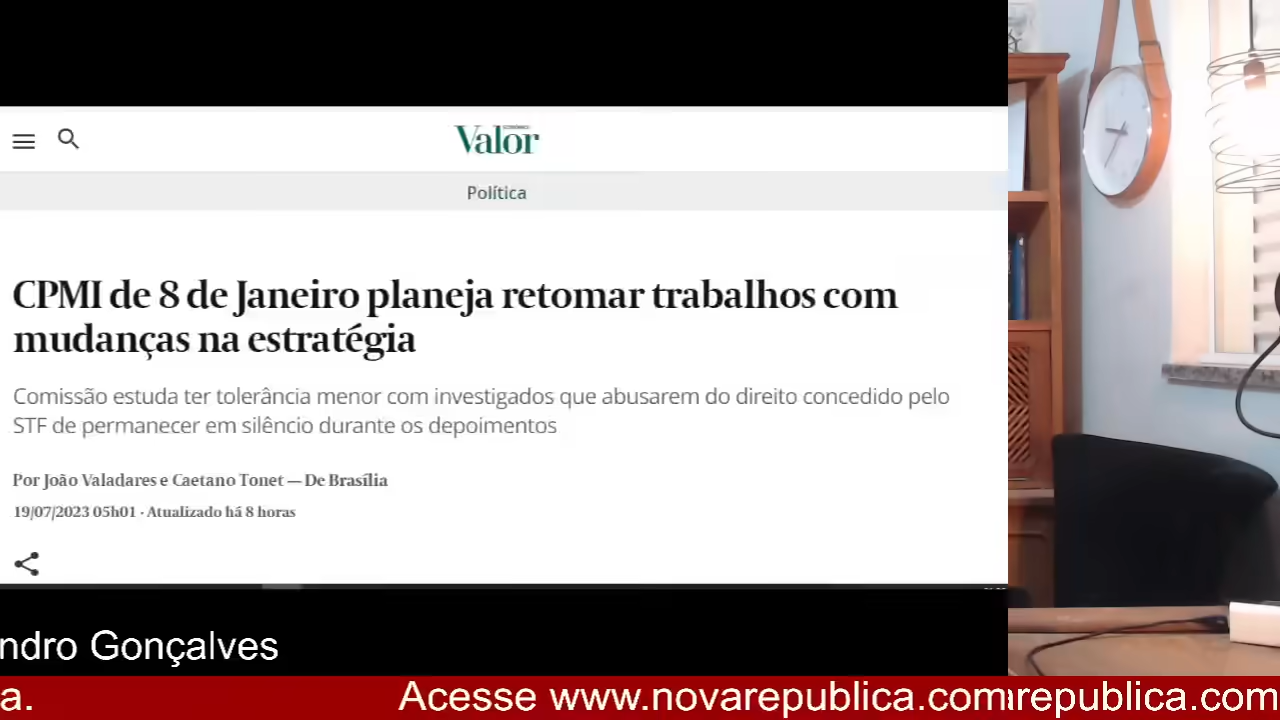 Valor
Política
CPMI de 8 de Janeiro planeja retomar trabalhos com
mudanças na estratégia
Comissão estuda ter tolerância menor com investigados que abusarem do direito concedido pelo
STF de permanecer em silêncio durante os depoimentos
Por João Valadares e Caetano Tonet — De Brasília
19/07/2023 05h01 · Atualizado há 8 horas
ndro Gonçalves
a. Acesse www.novarepublica.comirepublica.com